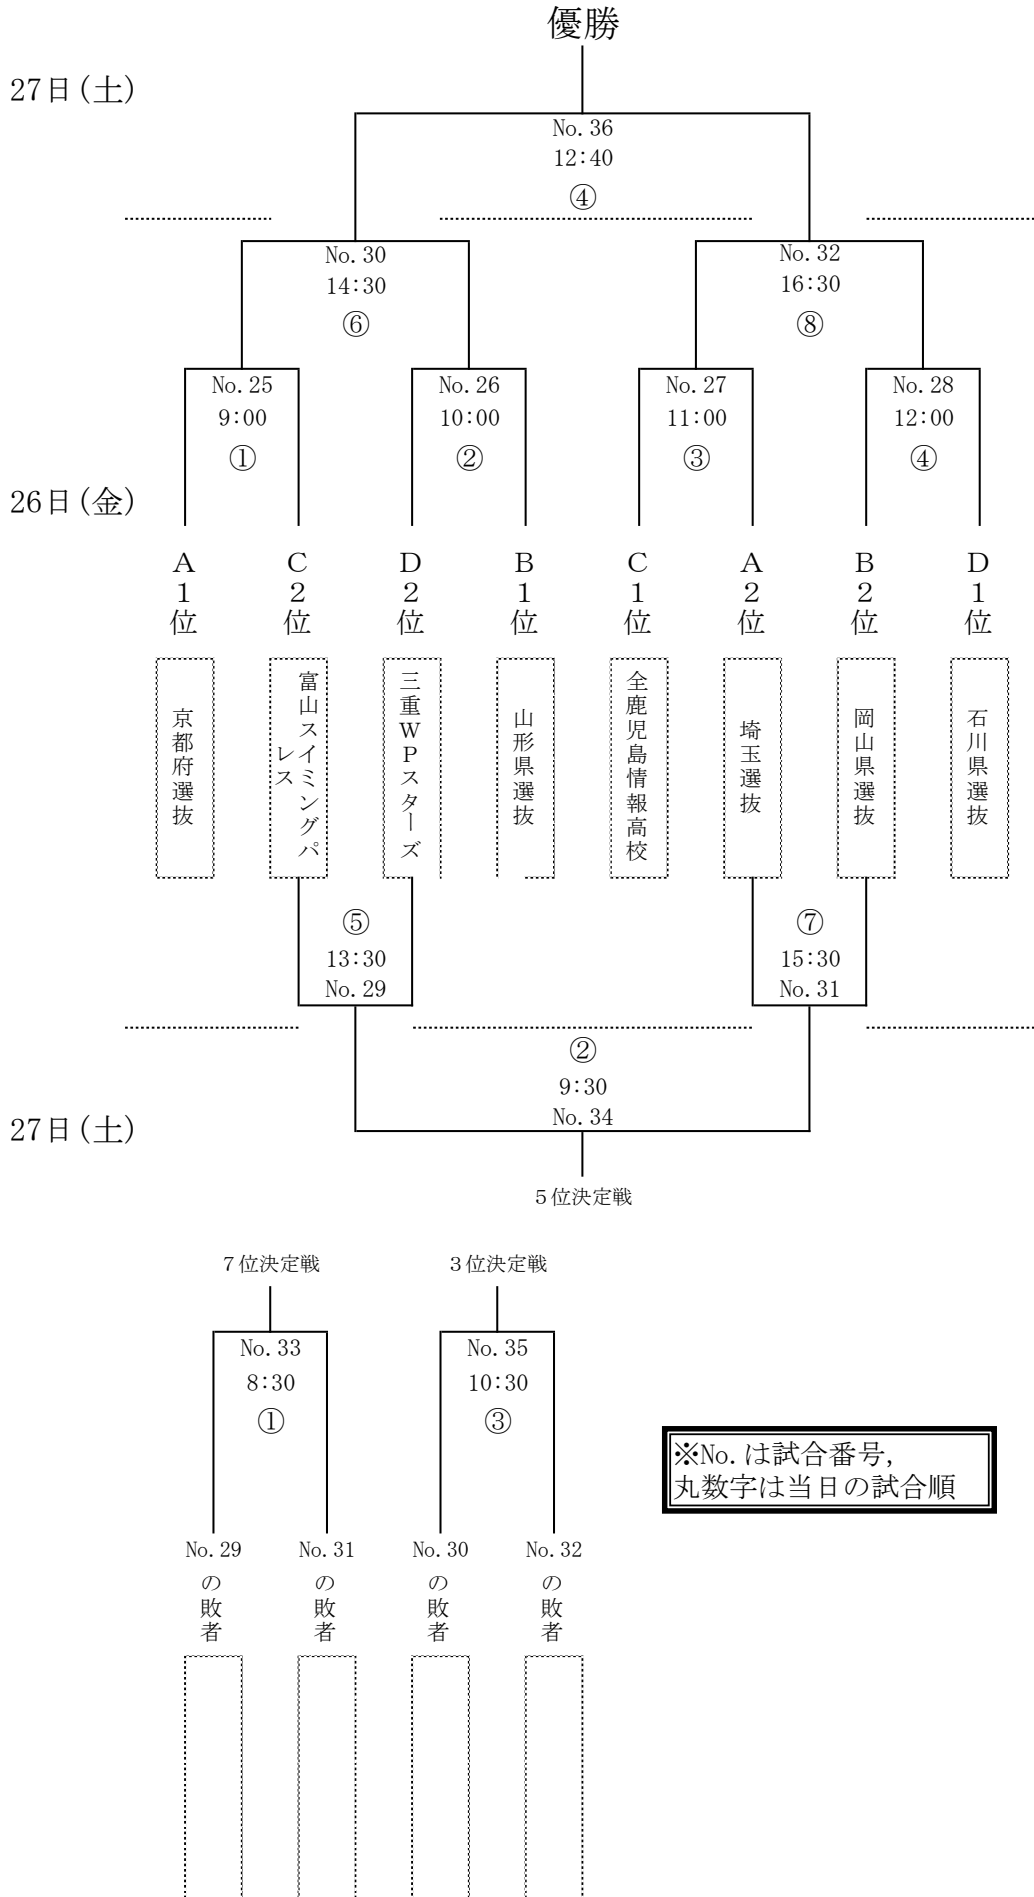 優勝
27日(土)
No.36
12:40
④
No.30
14:30
⑥
No.32
16:30
⑧
No.25
9:00
①
No.26
10:00
②
No.27
11:00
③
No.28
12:00
④
26日(金)
A1位
C2位
D2位
B1位
C1位
A2位
B2位
D1位
京都府選抜
富山スイミングパ
レス
三重WPスターズ
山形県選抜
全鹿児島情報高校
埼玉選抜
岡山県選抜
石川県選抜
⑤
13:30
No.29
⑦
15:30
No.31
②
9:30
No.34
27日(土)
5位決定戦
7位決定戦
3位決定戦
No.33
8:30
①
No.35
10:30
③
※No.は試合番号,
丸数字は当日の試合順
No.29
の敗者
No.31
の敗者
No.30
の敗者
No.32
の敗者